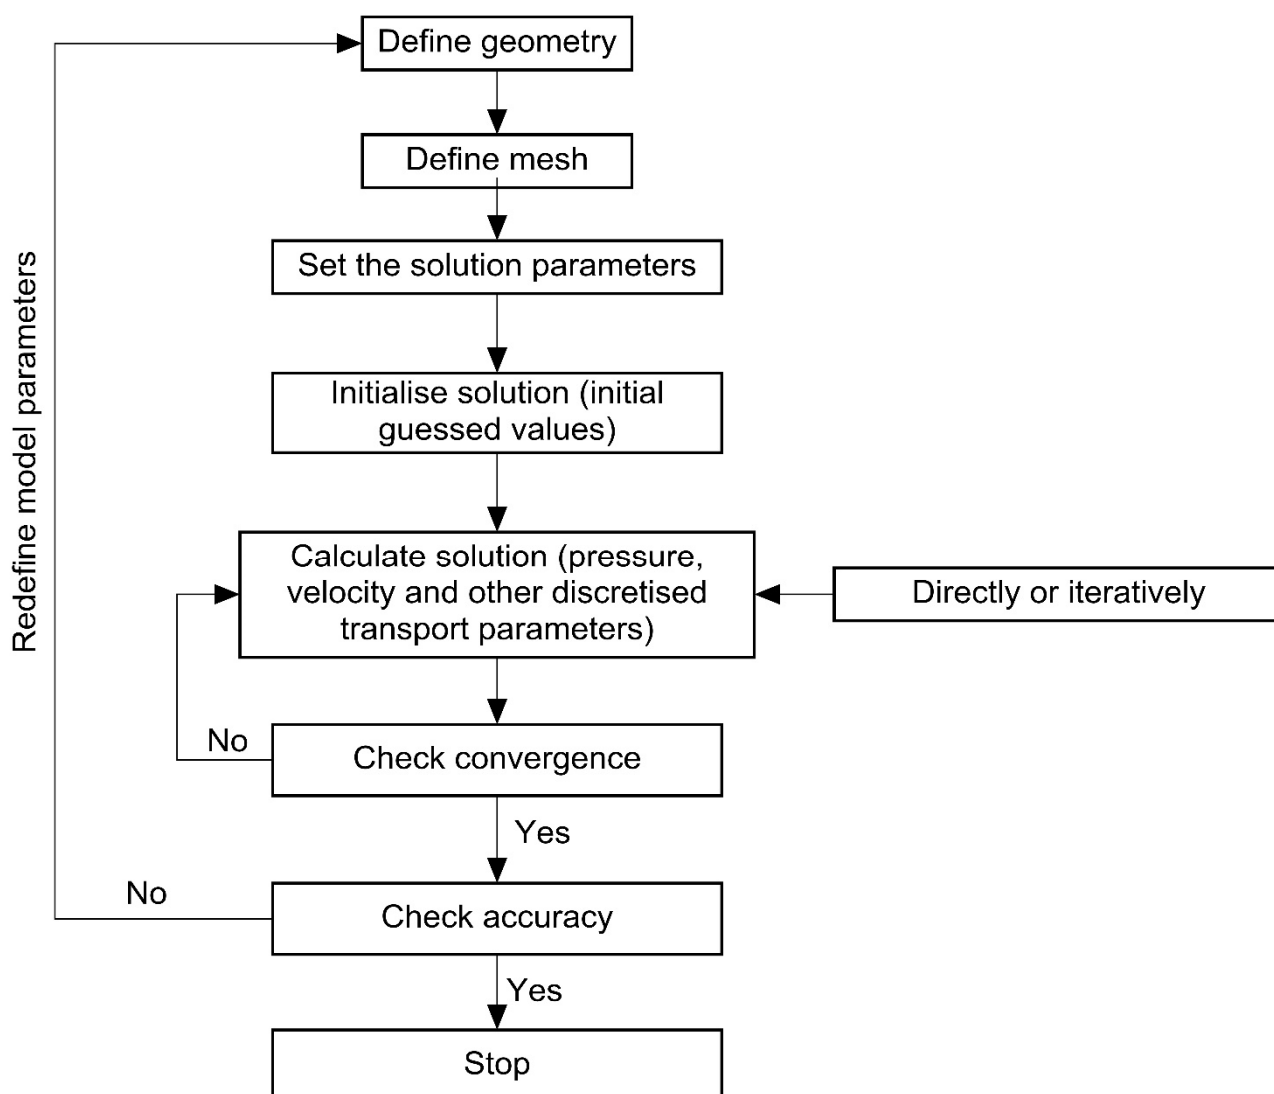 Define geometry
Define mesh
Set the solution parameters
Initialise solution (initial
guessed values)
Calculate solution (pressure,
velocity and other discretised
transport parameters)
Directly or iteratively
Redefine model parameters
No
Check convergence
Yes
No
Check accuracy
Yes
Stop